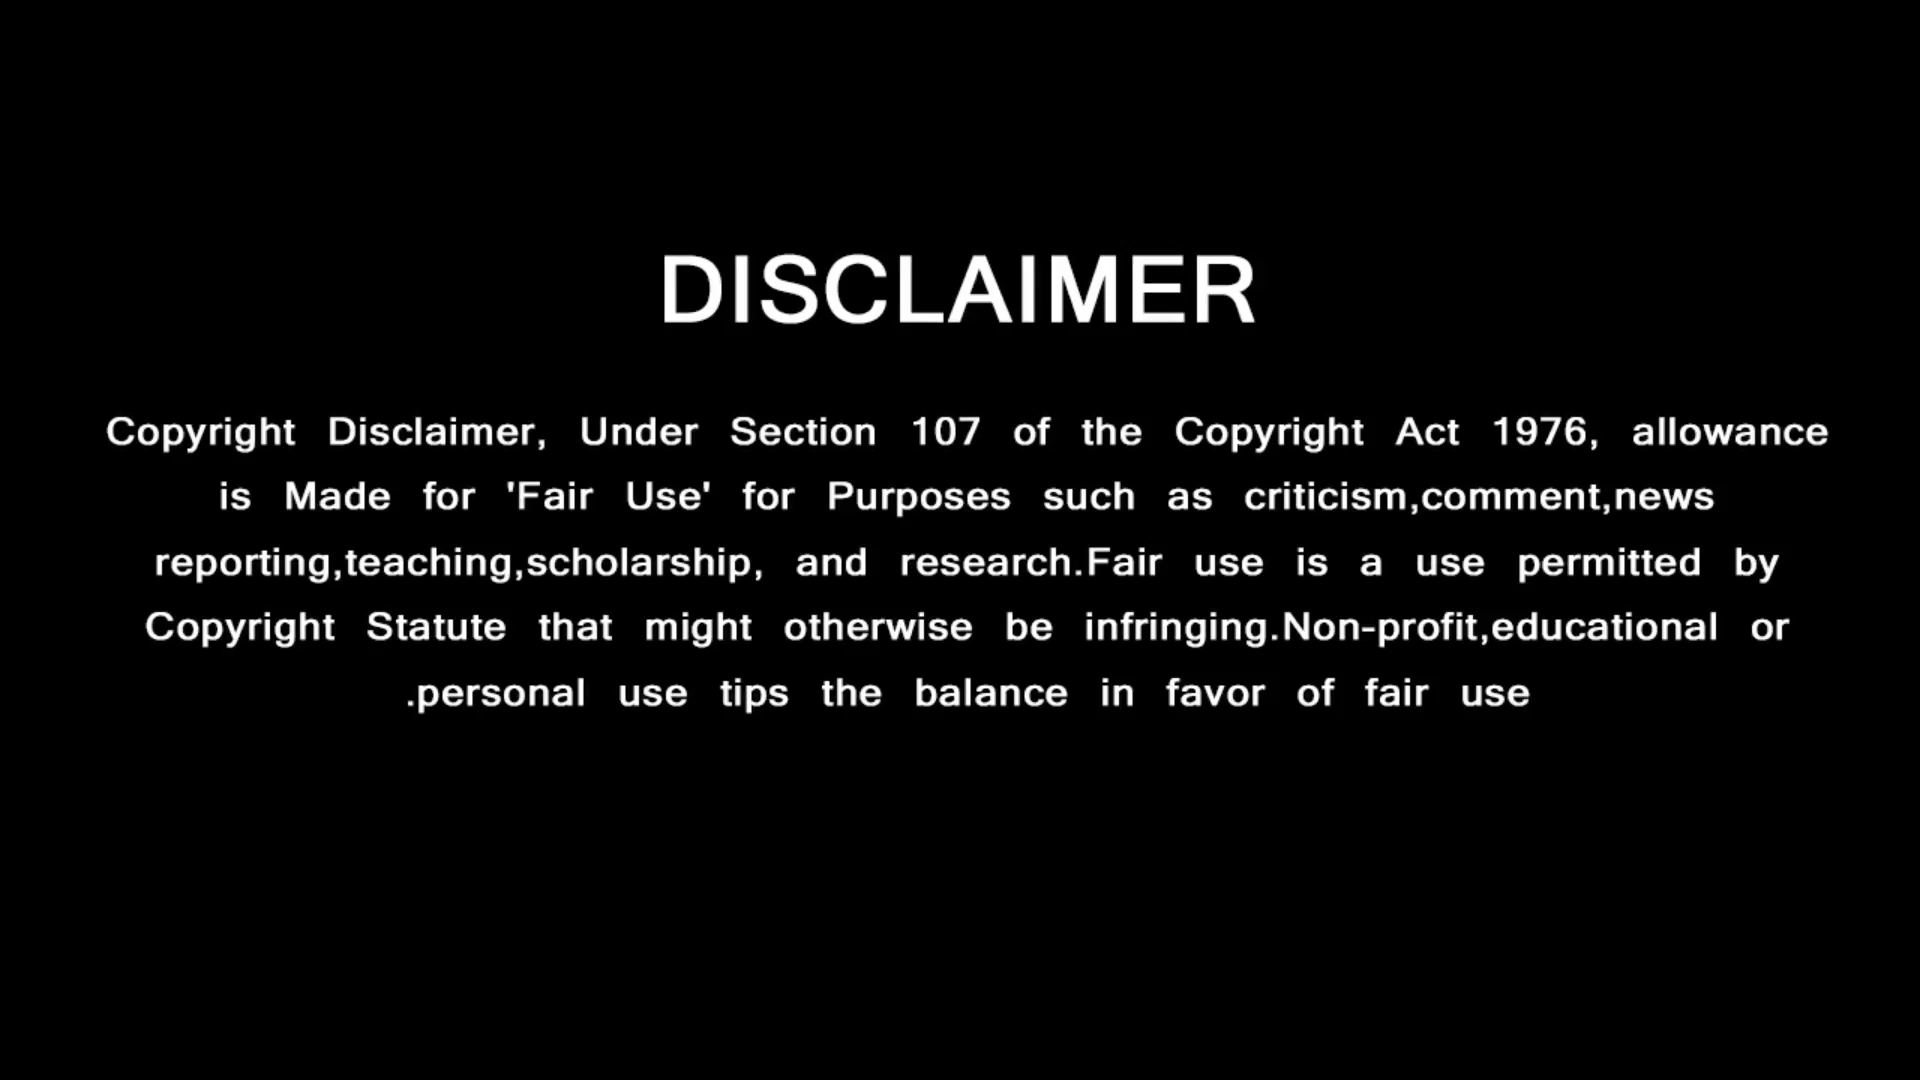 DISCLAIMER
Copyright Disclaimer, Under Section 107 of the Copyright Act 1976, allowance
is Made for 'Fair Use' for Purposes such as criticism,comment,news
reporting,teaching,scholarship, and research.Fair use is a use permitted by
Copyright Statute that might otherwise be infringing.Non-profit,educational or
.personal use tips the balance in favor of fair use